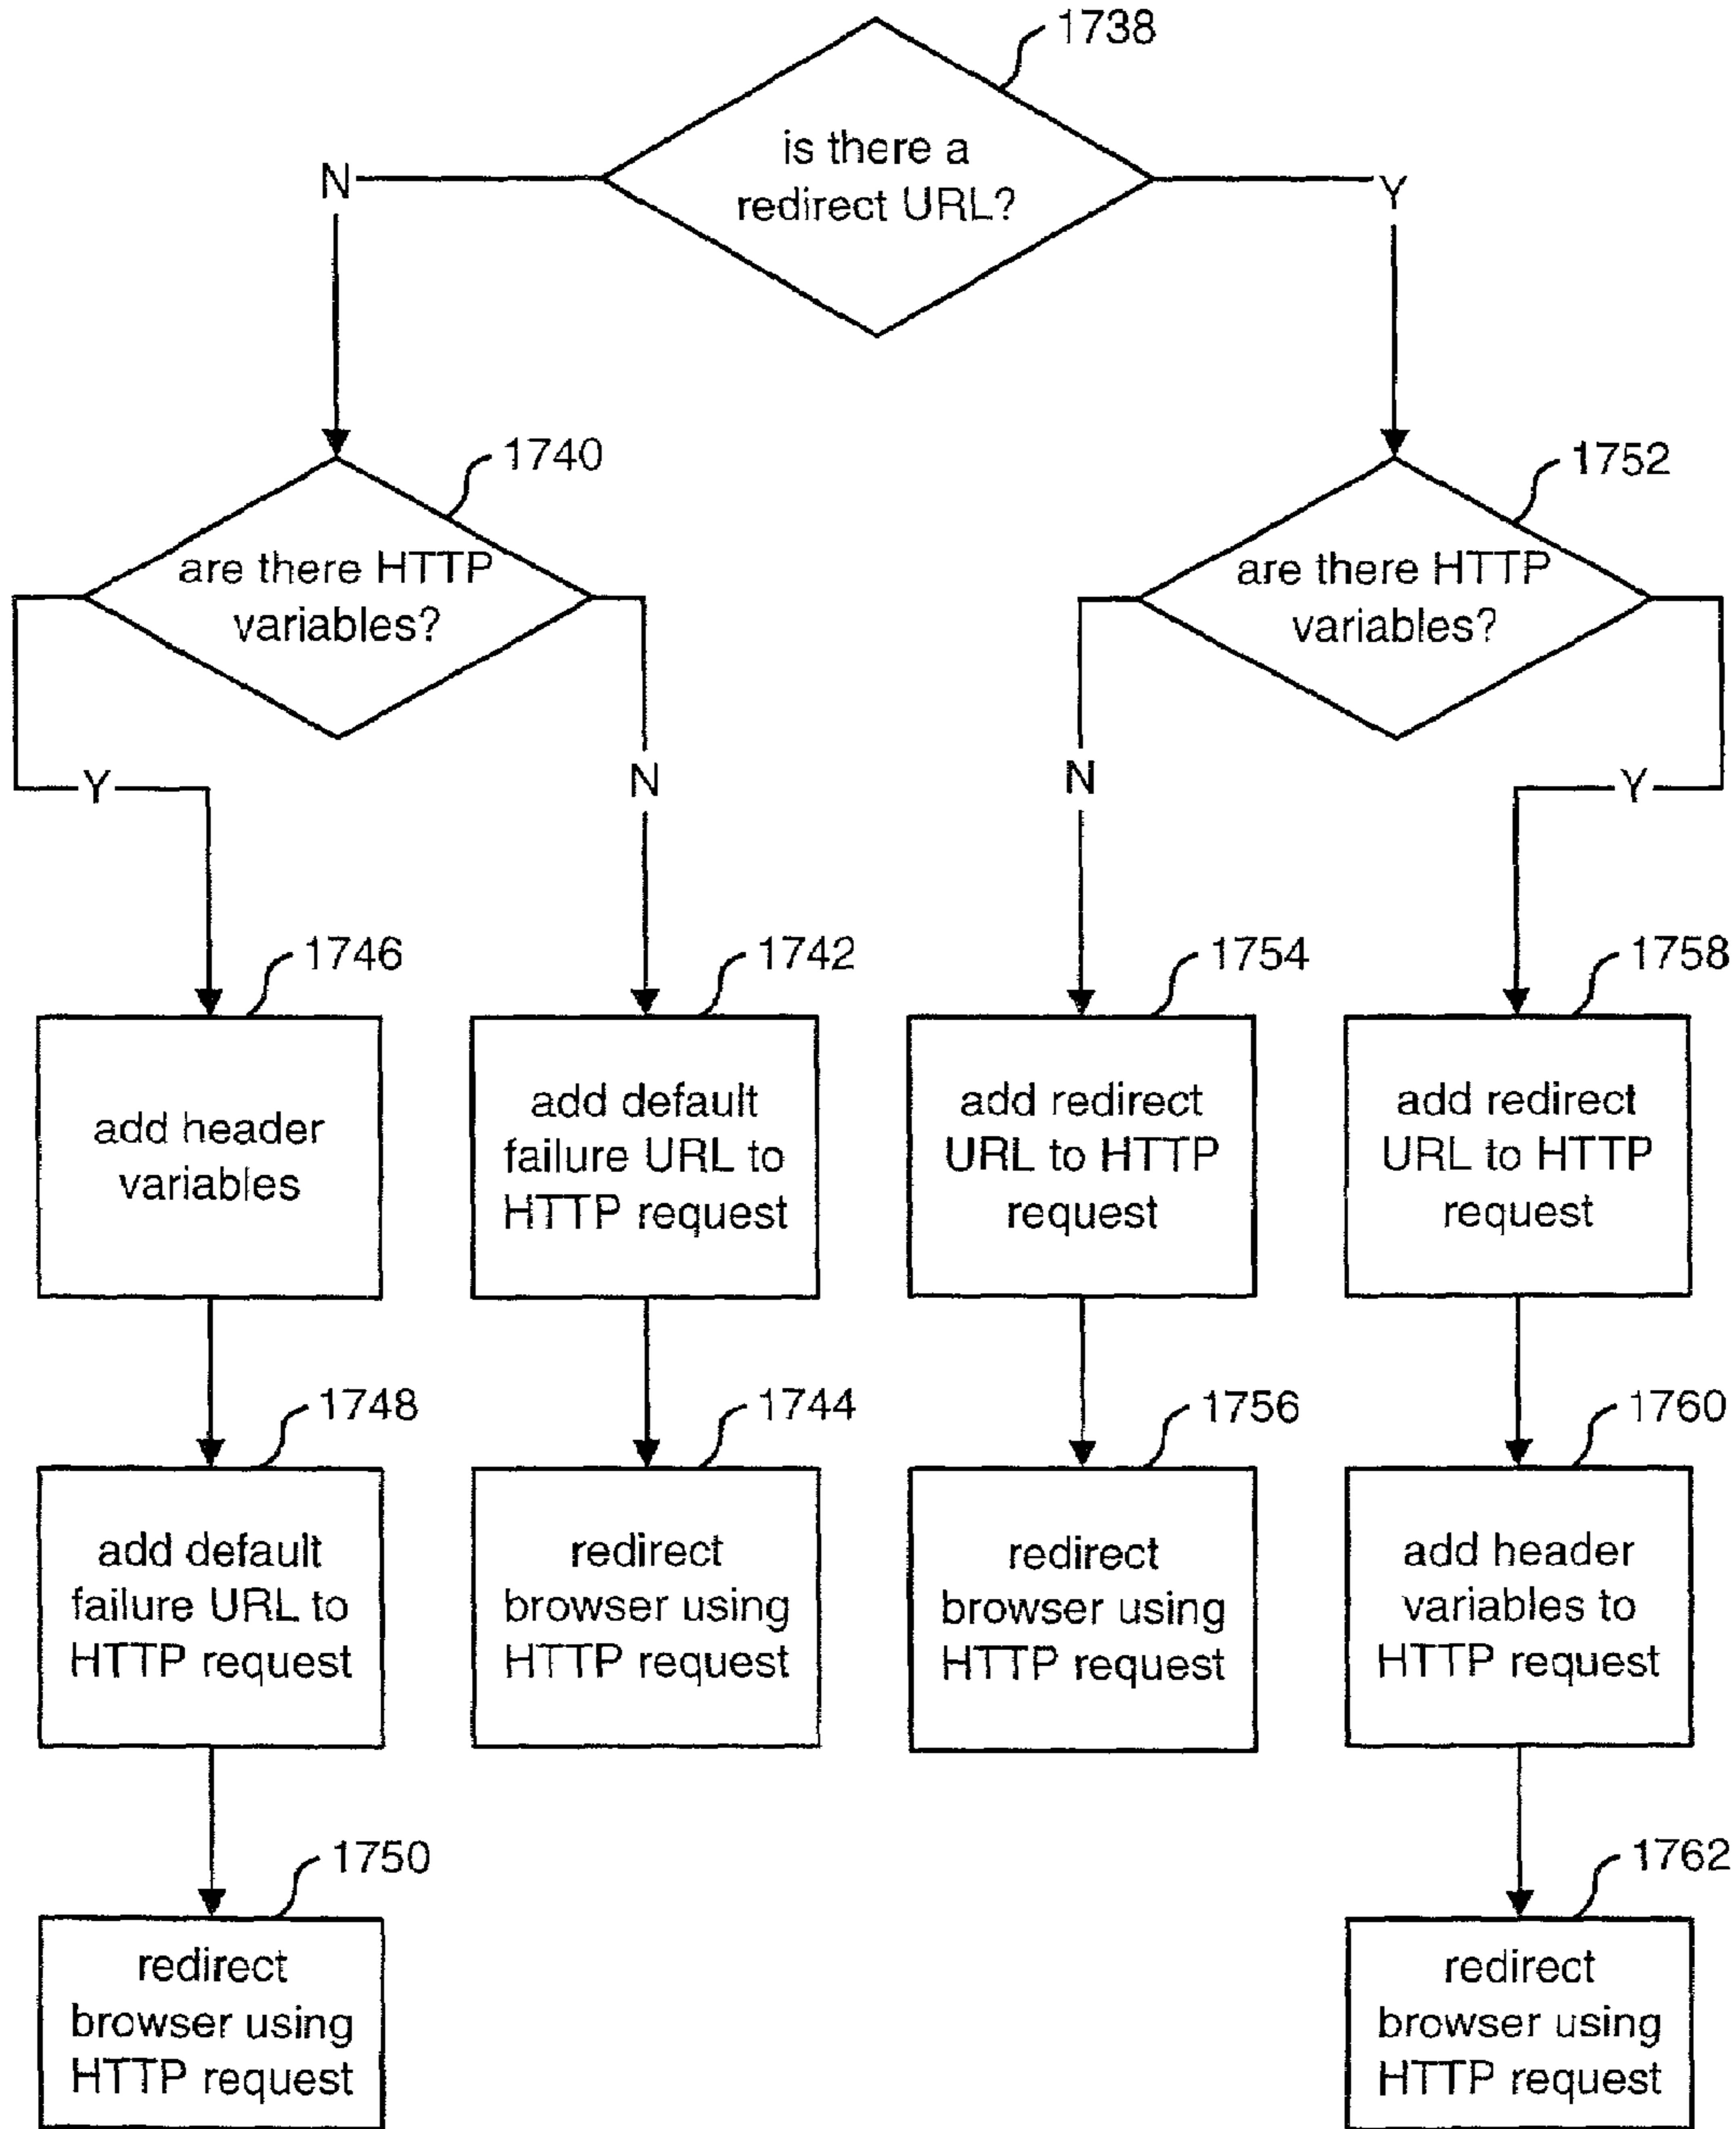 1738
is there a
redirect URL?
N
Y
1740
are there HTTP
variables?
1752
are there HTTP
variables?
Y
N
N
Y
1746
add header
variables
1742
add default
failure URL to
HTTP request
1754
add redirect
URL to HTTP
request
1758
add redirect
URL to HTTP
request
1748
add default
failure URL to
HTTP request
1744
redirect
browser using
HTTP request
1756
redirect
browser using
HTTP request
1760
add header
variables to
HTTP request
1750
redirect
browser using
HTTP request
1762
redirect
browser using
HTTP request